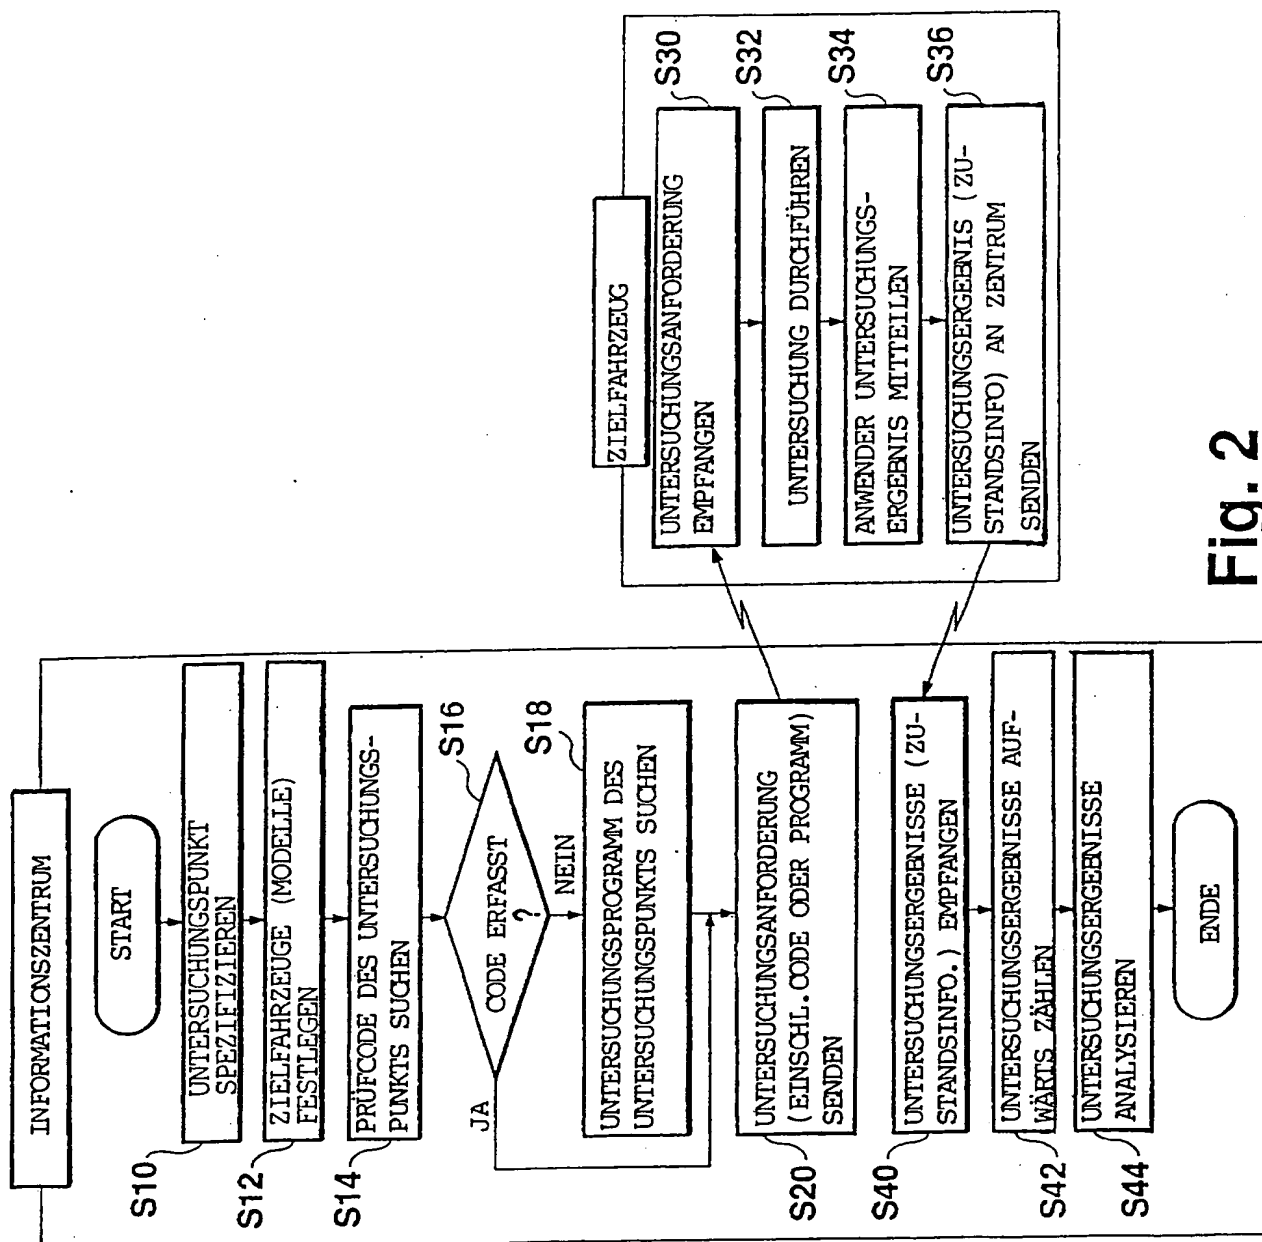 INFORMATIONSZENTRUM
START
S10
UNTERSUCHUNGSPUNKT
SPEZIFIZIEREN
S12
ZIELFAHRZEUGE (MODELLE)
FESTLEGEN
S14
PRÜFCODE DES UNTERSUCHUNGS-
PUNKTS SUCHEN
S16
CODE ERFASST
?
JA
NEIN
S18
UNTERSUCHUNGSPROGRAMM DES
UNTERSUCHUNGSPUNKTS SUCHEN
S20
UNTERSUCHUNGSANFORDERUNG
(EINSCHL.CODE ODER PROGRAMM)
SENDEN
S40
UNTERSUCHUNGSERGEBNISSE (ZU-
STANDSINFO.) EMPFANGEN
S42
UNTERSUCHUNGSERGEBNISSE AUF-
WÄRTS ZÄHLEN
S44
UNTERSUCHUNGSERGEBNISSE
ANALYSIEREN
ENDE
ZIELFAHRZEUG
S30
UNTERSUCHUNGSANFORDERUNG
EMPFANGEN
S32
UNTERSUCHUNG DURCHFÜHREN
S34
ANWENDER UNTERSUCHUNGS-
ERGEBNIS MITTEILEN
S36
UNTERSUCHUNGSERGEBNIS (ZU-
STANDSINFO) AN ZENTRUM
SENDEN
Fig. 2